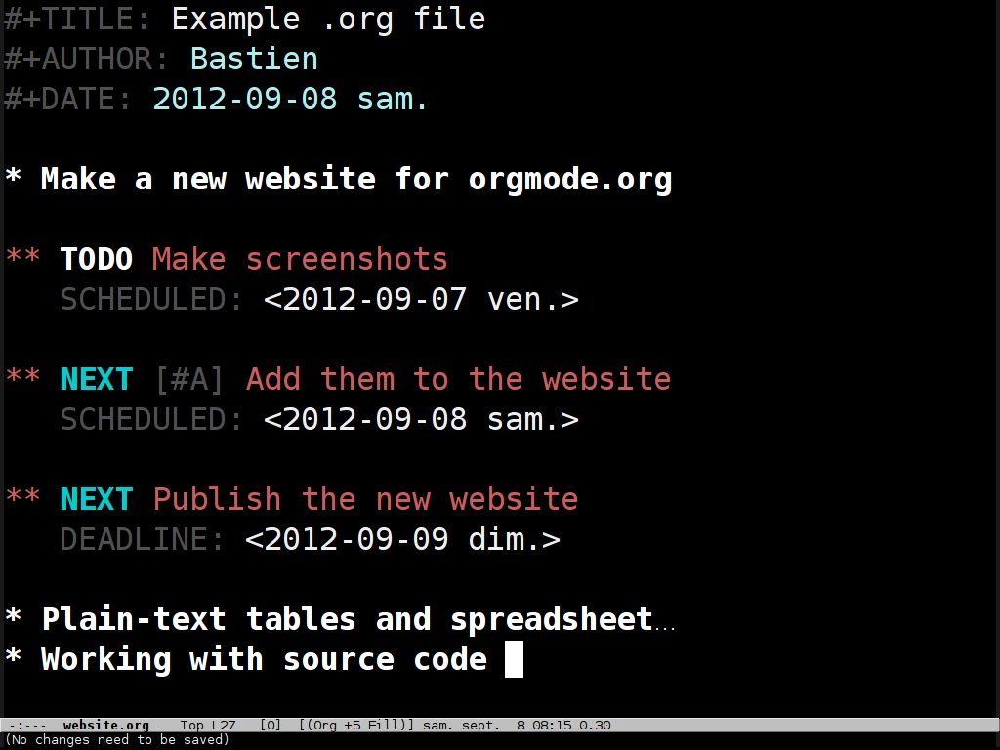 #+TITLE: Example .org file
#+AUTHOR: Bastien
#+DATE: 2012-09-08 sam.
* Make a new website for orgmode.org
** TODO Make screenshots
SCHEDULED: <2012-09-07 ven.>
** NEXT [#A] Add them to the website
SCHEDULED: <2012-09-08 sam.>
** NEXT Publish the new website
DEADLINE: <2012-09-09 dim.>
* Plain-text tables and spreadsheet...
* Working with source code
-:--- website.org Top L27 [0] [(Org +5 Fill)] sam. sept. 8 08:15 0.30
(No changes need to be saved)